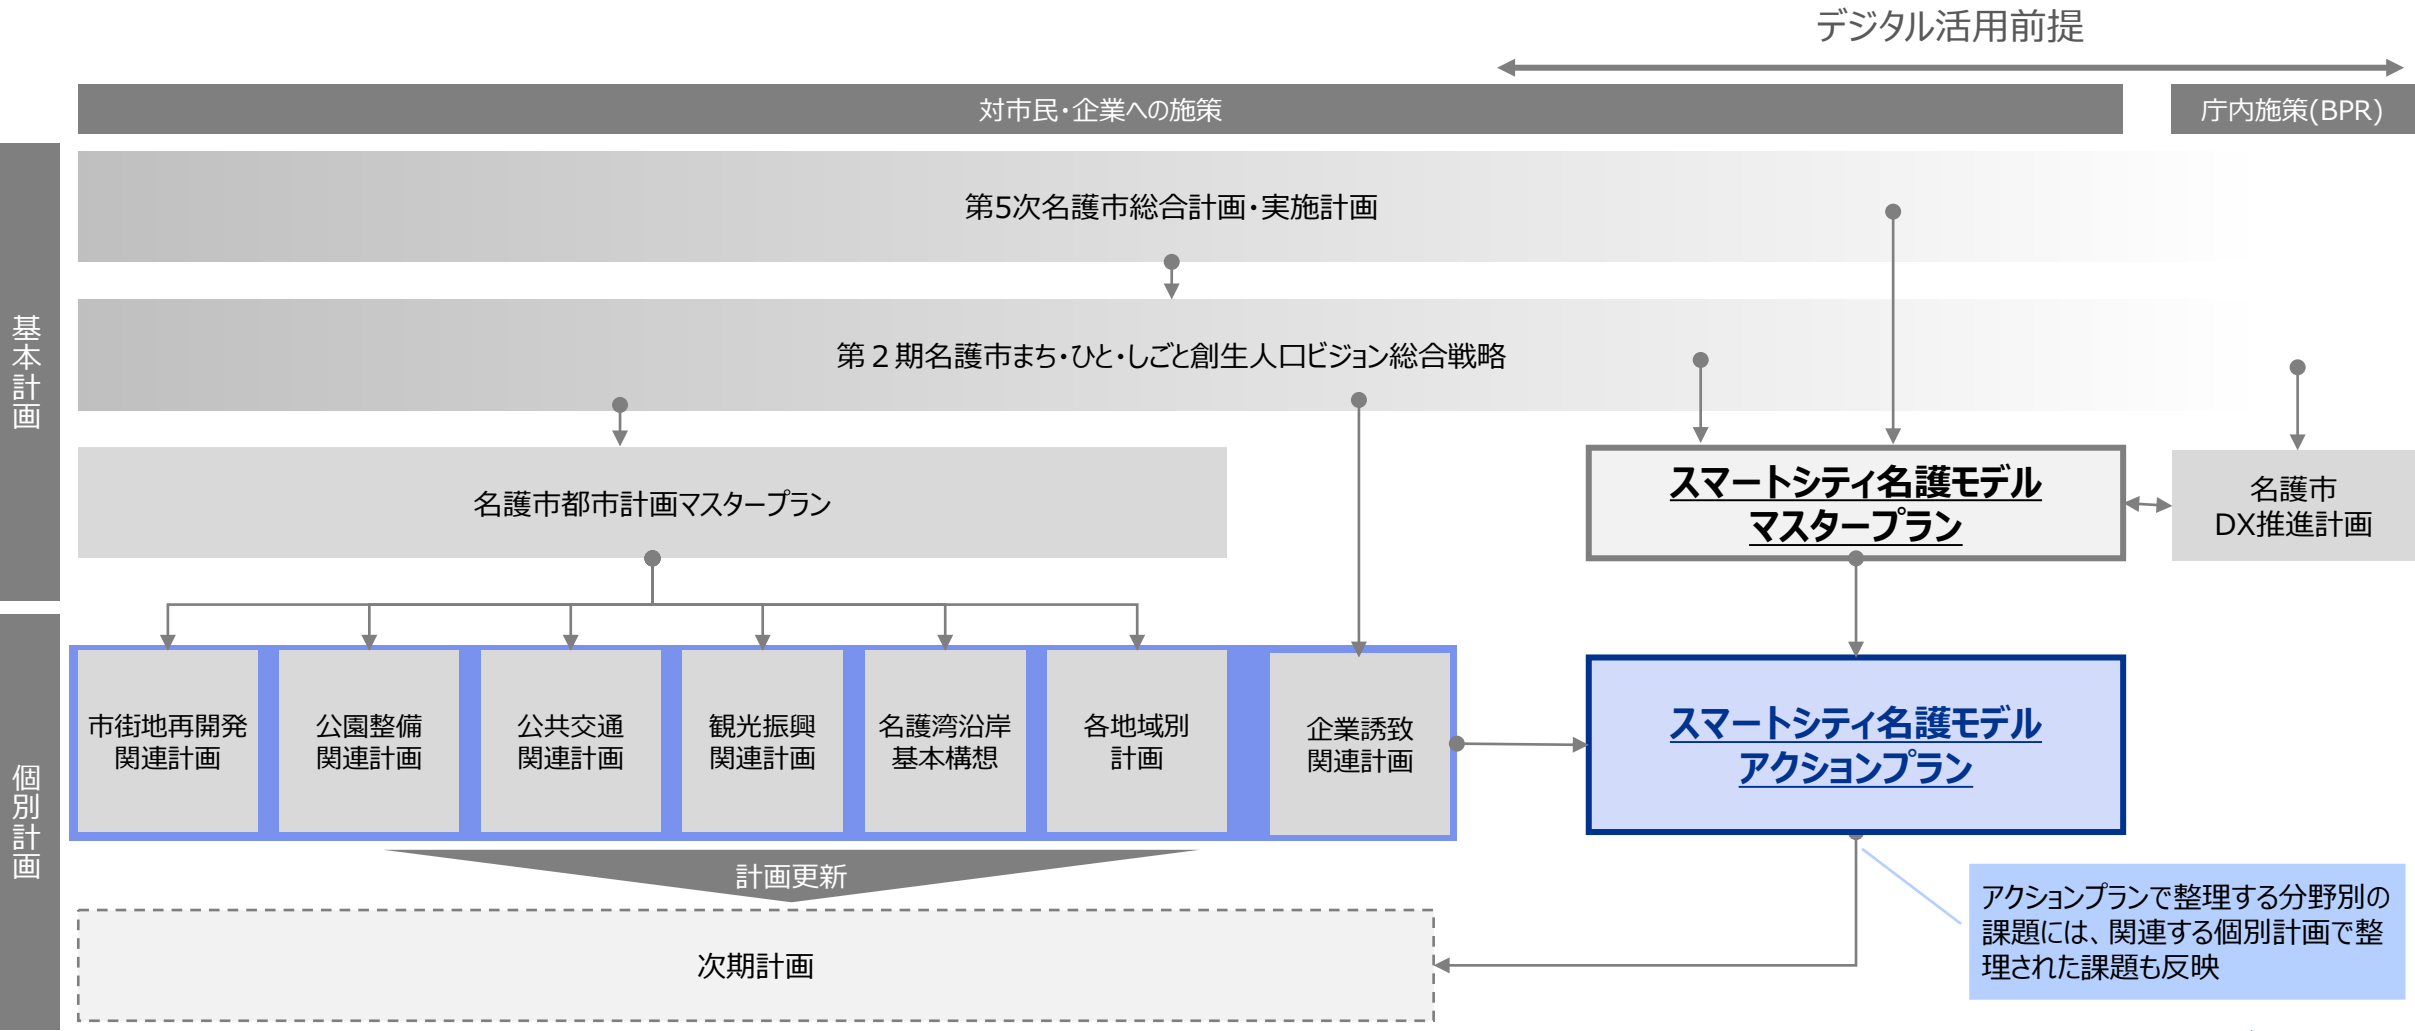 デジタル活用前提
対市民・企業への施策
庁内施策(BPR)
基本計画
第5次名護市総合計画・実施計画
第２期名護市まち・ひと・しごと創生人口ビジョン総合戦略
名護市都市計画マスタープラン
スマートシティ名護モデル
マスタープラン
名護市
DX推進計画
個別計画
市街地再開発
関連計画
公園整備
関連計画
公共交通
関連計画
観光振興
関連計画
名護湾沿岸
基本構想
各地域別
計画
企業誘致
関連計画
スマートシティ名護モデル
アクションプラン
計画更新
次期計画
アクションプランで整理する分野別の
課題には、関連する個別計画で整
理された課題も反映